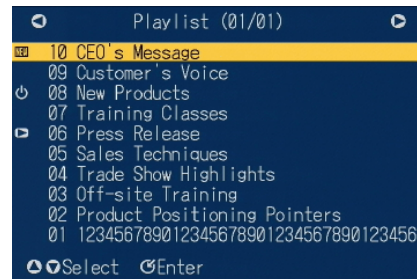 Playlist (01/01)
NEW 10 CEO's Message
09 Customer's Voice
08 New Products
07 Training Classes
06 Press Release
05 Sales Techniques
04 Trade Show Highlights
03 Off-site Training
02 Product Positioning Pointers
01 123456789012345678901234567890123456
Select Enter